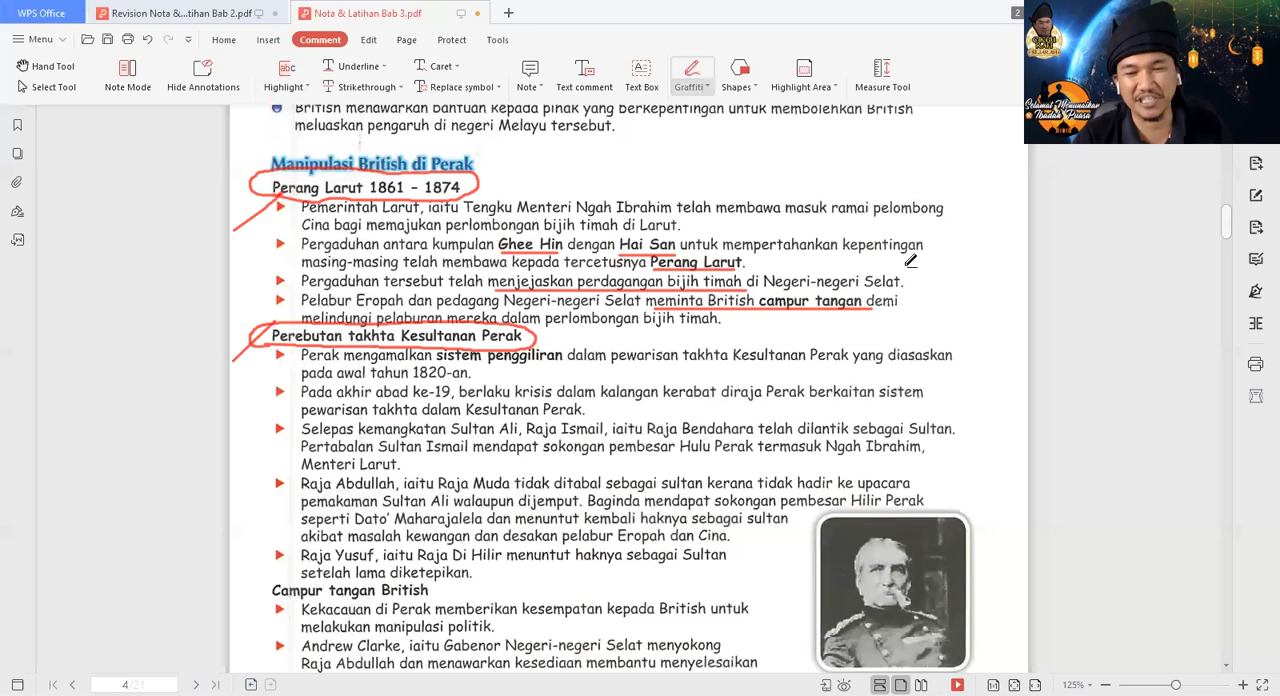 WPS Office
Revision Nota &...tihan Bab 2.pdf
Nota & Latihan Bab 3.pdf
2
Menu
Home
Insert
Comment
Edit
Page
Protect
Tools
Hand Tool
Select Tool
Note Mode
Hide Annotations
Highlight
Underline
Strikethrough
Caret
Replace symbol
Note
Text comment
Text Box
Graffiti
Shapes
Highlight Area
Measure Tool
Selamat Menunaikan
Ibadah Puasa
British menawarkan bantuan kepada pihak yang berkepentingan untuk membolehkan British
meluaskan pengaruh di negeri Melayu tersebut.
Manipulasi British di Perak
Perang Larut 1861 – 1874
Pemerintah Larut, iaitu Tengku Menteri Ngah Ibrahim telah membawa masuk ramai pelombong
Cina bagi memajukan perlombongan bijih timah di Larut.
Pergaduhan antara kumpulan Ghee Hin dengan Hai San untuk mempertahankan kepentingan
masing-masing telah membawa kepada tercetusnya Perang Larut.
Pergaduhan tersebut telah menjejaskan perdagangan bijih timah di Negeri-negeri Selat.
Pelabur Eropah dan pedagang Negeri-negeri Selat meminta British campur tangan demi
melindungi pelaburan mereka dalam perlombongan bijih timah.
Perebutan takhta Kesultanan Perak
Perak mengamalkan sistem penggiliran dalam pewarisan takhta Kesultanan Perak yang diasaskan
pada awal tahun 1820-an.
Pada akhir abad ke-19, berlaku krisis dalam kalangan kerabat diraja Perak berkaitan sistem
pewarisan takhta dalam Kesultanan Perak.
Selepas kemangkatan Sultan Ali, Raja Ismail, iaitu Raja Bendahara telah dilantik sebagai Sultan.
Pertabalan Sultan Ismail mendapat sokongan pembesar Hulu Perak termasuk Ngah Ibrahim,
Menteri Larut.
Raja Abdullah, iaitu Raja Muda tidak ditabal sebagai sultan kerana tidak hadir ke upacara
pemakaman Sultan Ali walaupun dijemput. Baginda mendapat sokongan pembesar Hilir Perak
seperti Dato' Maharajalela dan menuntut kembali haknya sebagai sultan
akibat masalah kewangan dan desakan pelabur Eropah dan Cina.
Raja Yusuf, iaitu Raja Di Hilir menuntut haknya sebagai Sultan
setelah lama diketepikan.
Campur tangan British
Kekacauan di Perak memberikan kesempatan kepada British untuk
melakukan manipulasi politik.
Andrew Clarke, iaitu Gabenor Negeri-negeri Selat menyokong
Raja Abdullah dan menawarkan kesediaan membantu menyelesaikan
4/21
125%